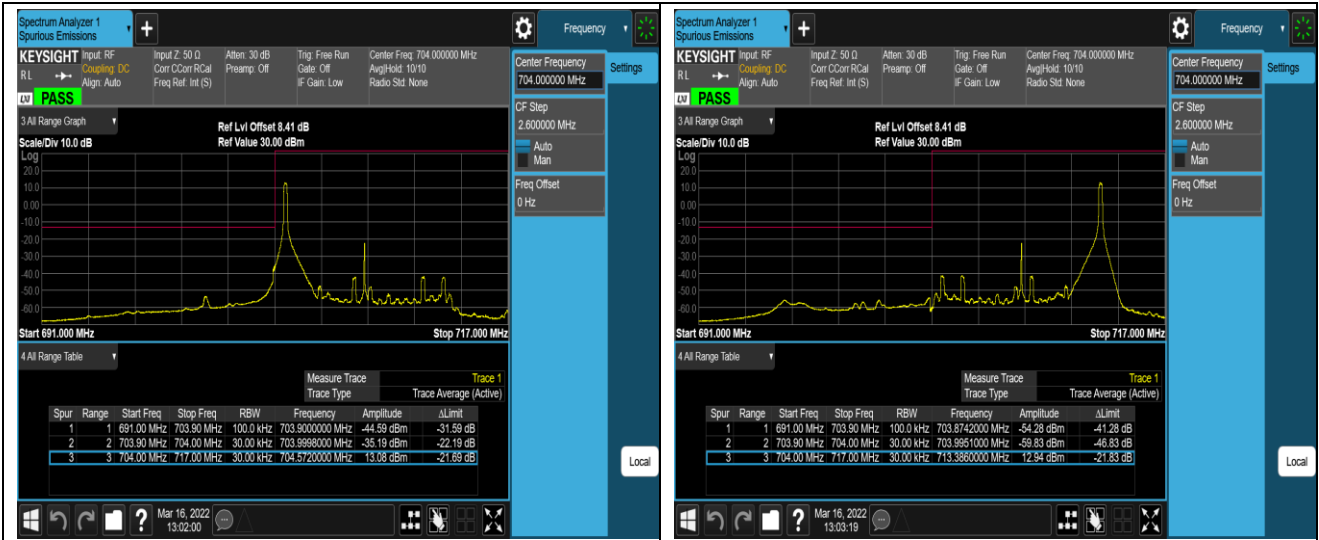 Spectrum Analyzer 1
Spurious Emissions
Frequency
KEYSIGHT Input: RF Input Z: 50 Ω Atten: 30 dB Trig: Free Run Center Freq: 704.000000 MHz
Coupling: DC Corr CCorr RCal Preamp: Off Gate: Off Avg|Hold: 10/10
RL Align: Auto Freq Ref: Int (S) IF Gain: Low Radio Std: None
PASS
Center Frequency
704.000000 MHz
Settings
CF Step
2.600000 MHz
Auto
Man
Freq Offset
0 Hz
3 All Range Graph
Ref Lvl Offset 8.41 dB
Scale/Div 10.0 dB Ref Value 30.00 dBm
Log
20.0
10.0
0.00
-10.0
-20.0
-30.0
-40.0
-50.0
-60.0
Start 691.000 MHz Stop 717.000 MHz
4 All Range Table
Measure Trace Trace 1
Trace Type Trace Average (Active)
Spur Range Start Freq Stop Freq RBW Frequency Amplitude ΔLimit
1 1 691.00 MHz 703.90 MHz 100.0 kHz 703.9000000 MHz -44.59 dBm -31.59 dB
2 2 703.90 MHz 704.00 MHz 30.00 kHz 703.9998000 MHz -35.19 dBm -22.19 dB
3 3 704.00 MHz 717.00 MHz 30.00 kHz 704.5720000 MHz 13.08 dBm -21.69 dB
Local
?
Mar 16, 2022
13:02:00
Spectrum Analyzer 1
Spurious Emissions
Frequency
KEYSIGHT Input: RF Input Z: 50 Ω Atten: 30 dB Trig: Free Run Center Freq: 704.000000 MHz
Coupling: DC Corr CCorr RCal Preamp: Off Gate: Off Avg|Hold: 10/10
RL Align: Auto Freq Ref: Int (S) IF Gain: Low Radio Std: None
PASS
Center Frequency
704.000000 MHz
Settings
CF Step
2.600000 MHz
Auto
Man
Freq Offset
0 Hz
3 All Range Graph
Ref Lvl Offset 8.41 dB
Scale/Div 10.0 dB Ref Value 30.00 dBm
Log
20.0
10.0
0.00
-10.0
-20.0
-30.0
-40.0
-50.0
-60.0
Start 691.000 MHz Stop 717.000 MHz
4 All Range Table
Measure Trace Trace 1
Trace Type Trace Average (Active)
Spur Range Start Freq Stop Freq RBW Frequency Amplitude ΔLimit
1 1 691.00 MHz 703.90 MHz 100.0 kHz 703.8742000 MHz -54.28 dBm -41.28 dB
2 2 703.90 MHz 704.00 MHz 30.00 kHz 703.9951000 MHz -59.83 dBm -46.83 dB
3 3 704.00 MHz 717.00 MHz 30.00 kHz 713.3860000 MHz 12.94 dBm -21.83 dB
Local
?
Mar 16, 2022
13:03:19